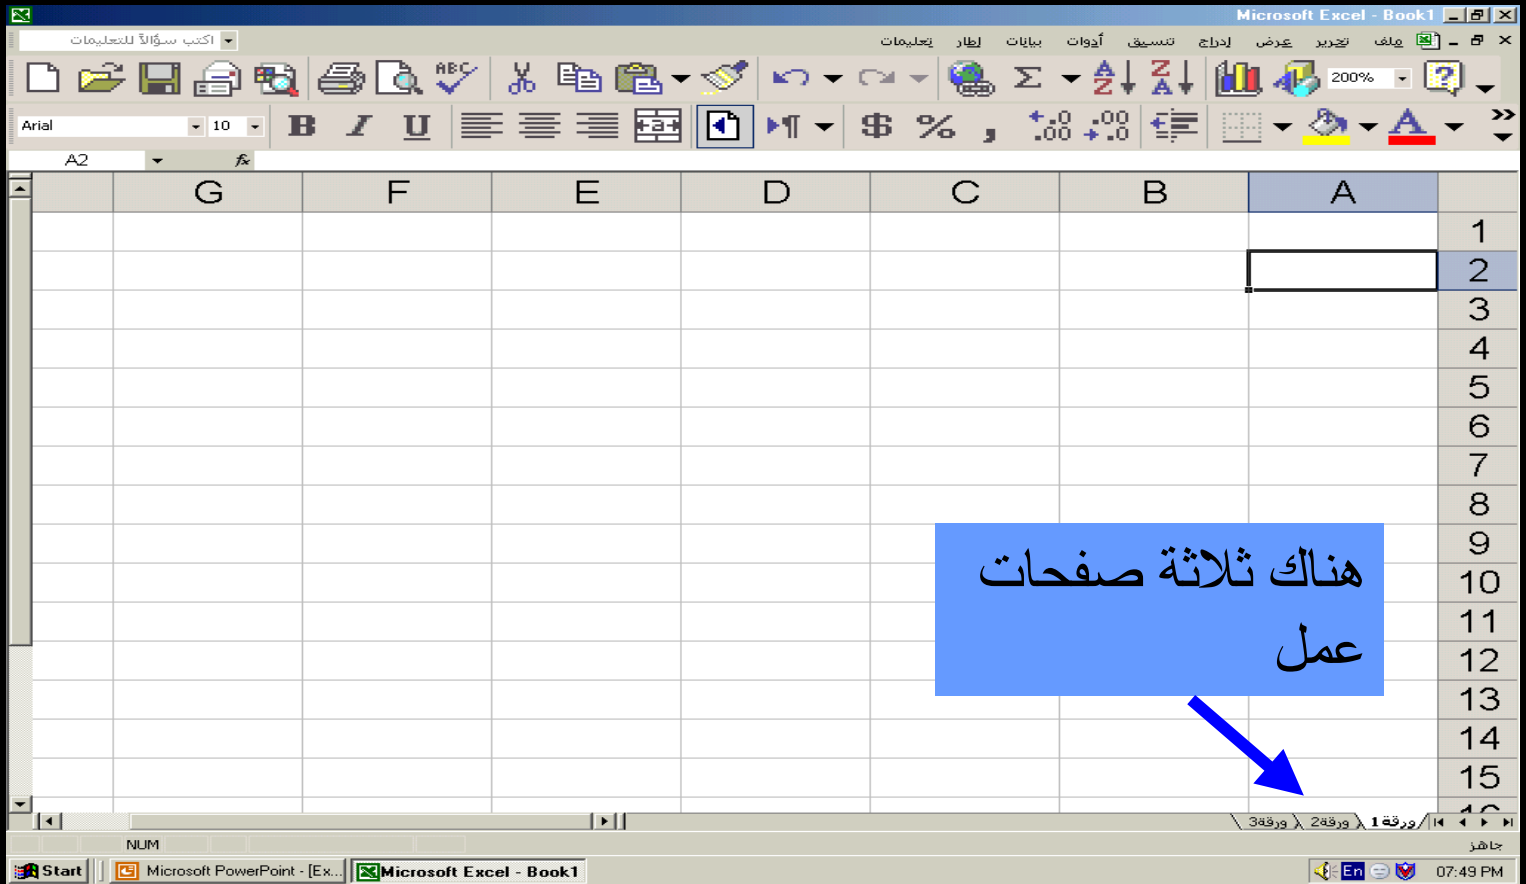 Microsoft Excel - Book1
ملف تحرير عرض إدراج تنسيق أدوات بيانات إطار تعليمات
اكتب سؤالاً للتعليمات
ABC
200%
Arial
10
B I U
$ % ,
A2
fx
A B C D E F G
1
2
3
4
5
6
7
8
9
10
11
12
13
14
15
16
هناك ثلاثة صفحات
عمل
ورقة1 ورقة2 ورقة3
جاهز
NUM
Start
Microsoft PowerPoint - [Ex...
Microsoft Excel - Book1
En
07:49 PM